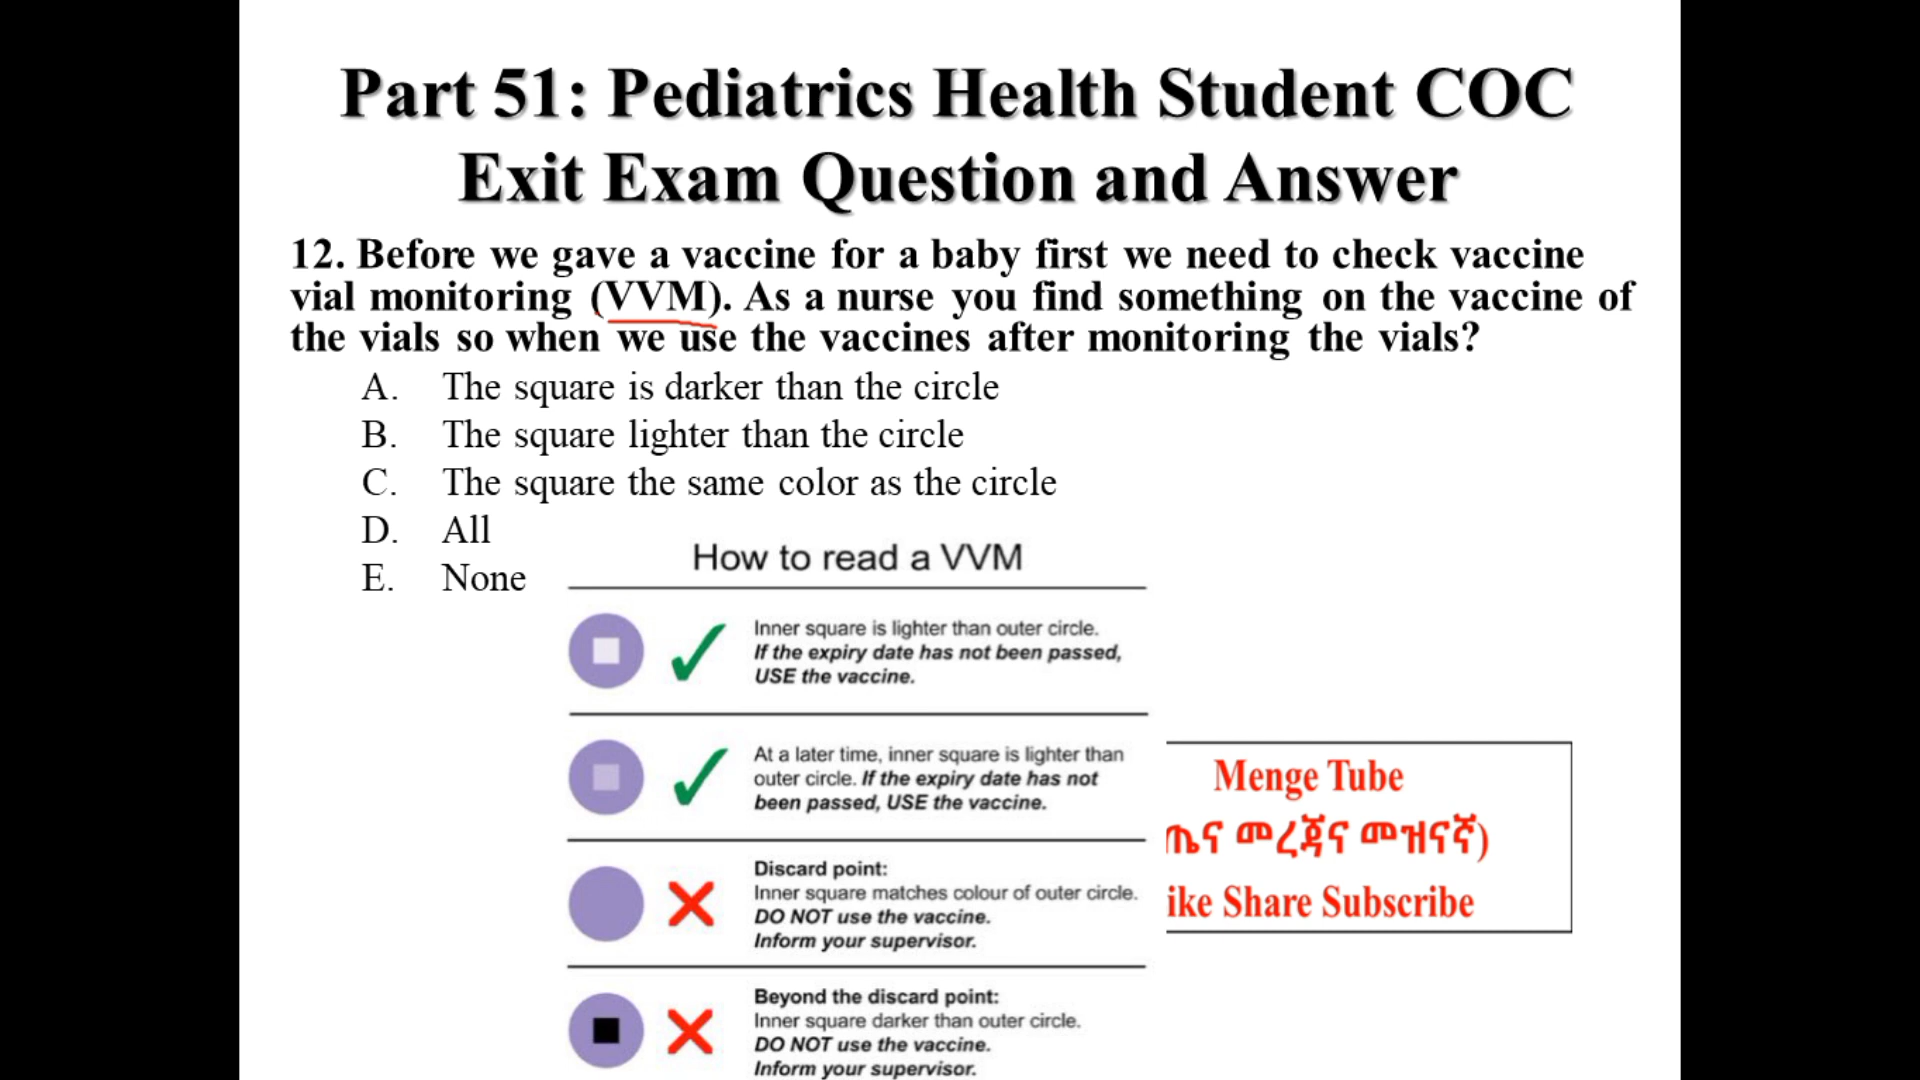 Part 51: Pediatrics Health Student COC
Exit Exam Question and Answer
12. Before we gave a vaccine for a baby first we need to check vaccine
vial monitoring (VVM). As a nurse you find something on the vaccine of
the vials so when we use the vaccines after monitoring the vials?
A. The square is darker than the circle
B. The square lighter than the circle
C. The square the same color as the circle
D. All
E. None
How to read a VVM
Inner square is lighter than outer circle.
If the expiry date has not been passed,
USE the vaccine.
At a later time, inner square is lighter than
outer circle. If the expiry date has not
been passed, USE the vaccine.
Discard point:
Inner square matches colour of outer circle.
DO NOT use the vaccine.
Inform your supervisor.
Beyond the discard point:
Inner square darker than outer circle.
DO NOT use the vaccine.
Inform your supervisor.
Menge Tube
ጤና መረጃና መዝናኛ)
ike Share Subscribe